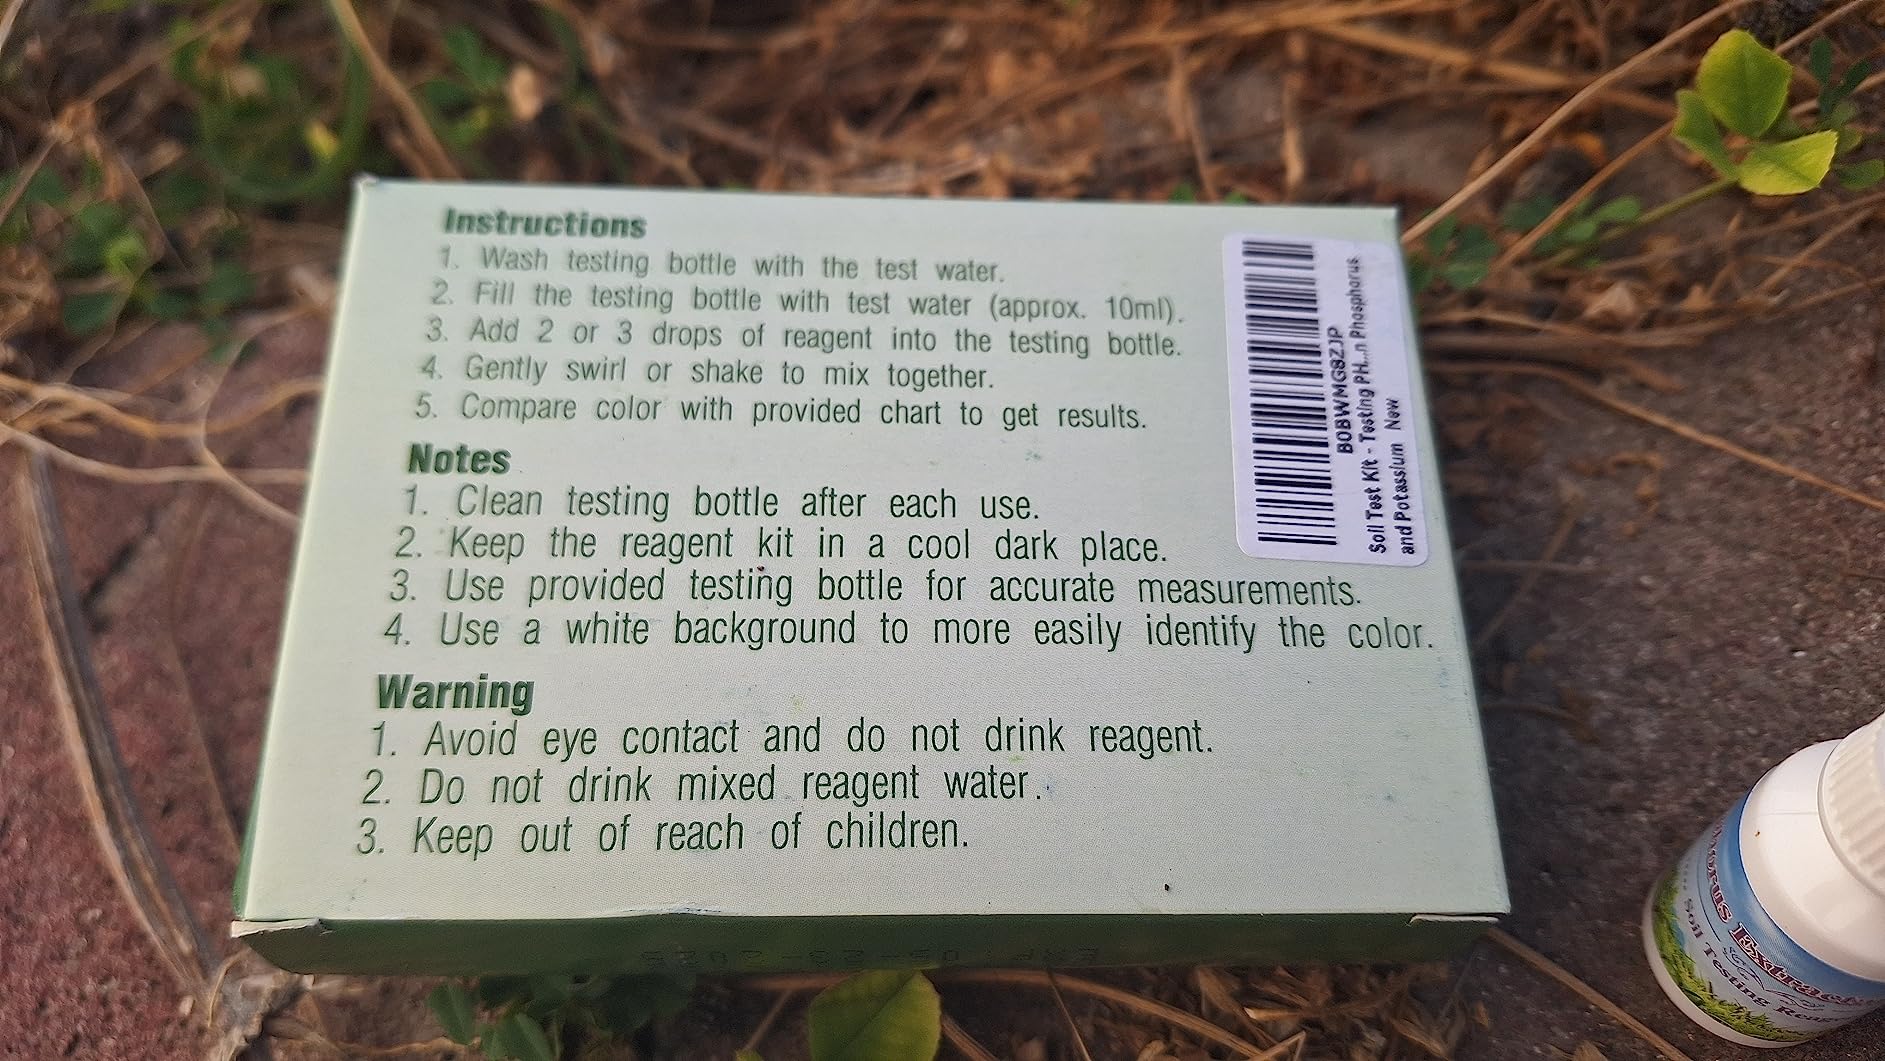 Instructions
1. Wash testing bottle with the test water.
2. Fill the testing bottle with test water (approx. 10ml).
3. Add 2 or 3 drops of reagent into the testing bottle.
4. Gently swirl or shake to mix together.
5. Compare color with provided chart to get results.
Notes
1. Clean testing bottle after each use.
2. Keep the reagent kit in a cool dark place.
3. Use provided testing bottle for accurate measurements.
4. Use a white background to more easily identify the color.
Warning
1. Avoid eye contact and do not drink reagent.
2. Do not drink mixed reagent water.
3. Keep out of reach of children.
B0BWMG8ZJP
Soil Test Kit - Testing PH...n Phosphorus
and Potassium New
Soil Testing